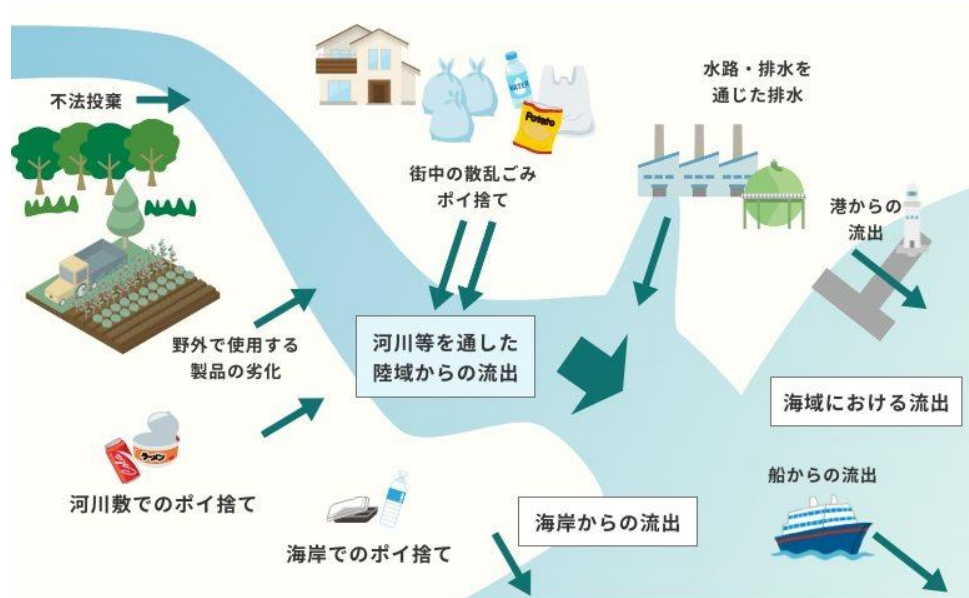 不法投棄
WATER
Potato
街中の散乱ごみ
ポイ捨て
水路・排水を
通じた排水
港からの
流出
野外で使用する
製品の劣化
河川等を通した
陸域からの流出
海域における流出
Cola
ラーメン
河川敷でのポイ捨て
海岸でのポイ捨て
海岸からの流出
船からの流出